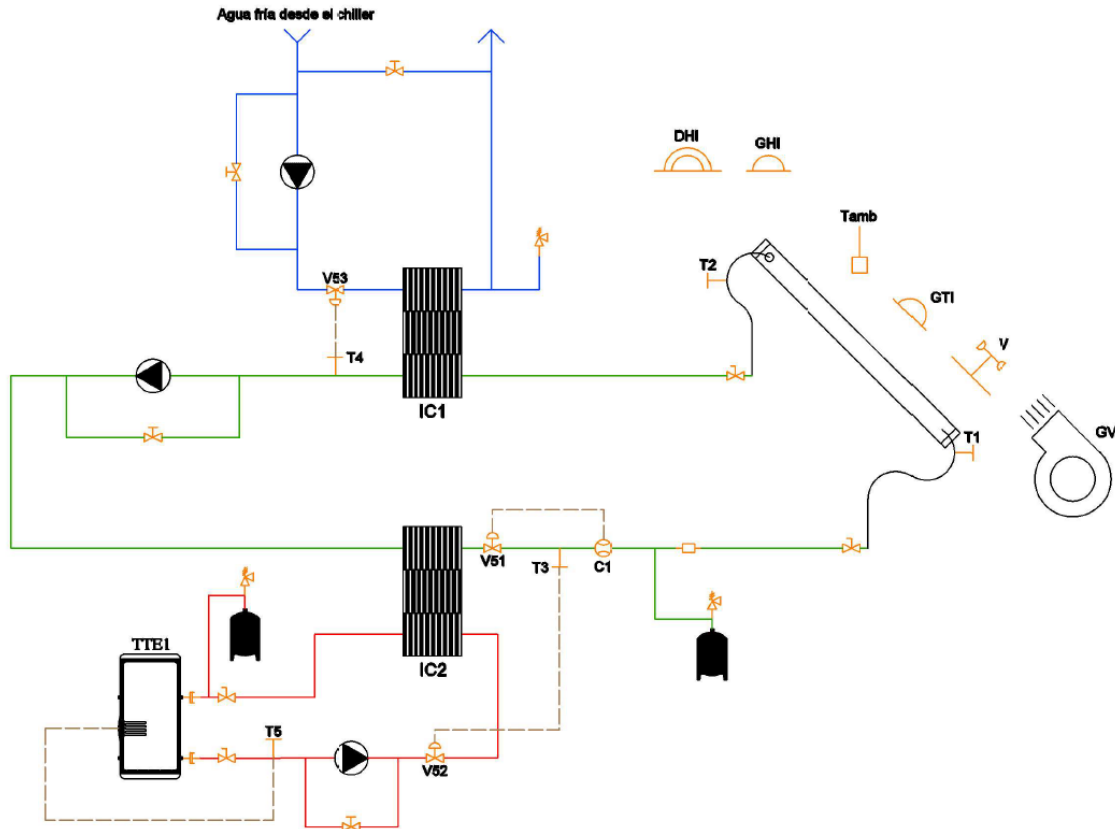 Agua fría desde el chiller
DHI
GHI
Tamb
T2
GTI
V53
V
T4
IC1
T1
GV
V51
T3
C1
TTE1
IC2
T5
V52